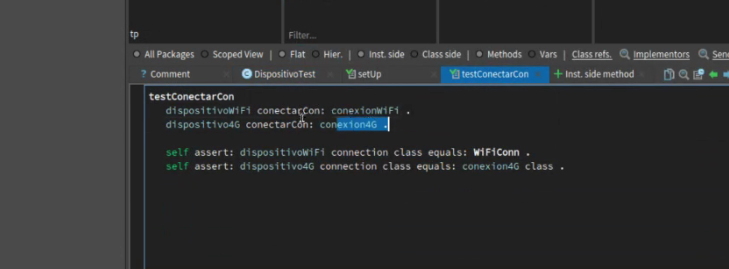 tp
Filter...
All Packages Scoped View Flat Hier. Inst. side Class side Methods Vars Class refs. Implementors Sen
? Comment DispositivoTest setUp testConectarCon + Inst. side method
testConectarCon
dispositivoWiFi conectarCon: conexionWiFi .
dispositivo4G conectarCon: conexion4G .
self assert: dispositivoWiFi connection class equals: WiFiConn .
self assert: dispositivo4G connection class equals: conexion4G class .